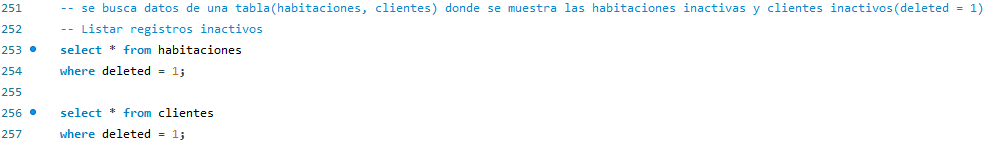 251 -- se busca datos de una tabla(habitaciones, clientes) donde se muestra las habitaciones inactivas y clientes inactivos(deleted = 1)
252 -- Listar registros inactivos
253 select * from habitaciones
254 where deleted = 1;
255
256 select * from clientes
257 where deleted = 1;